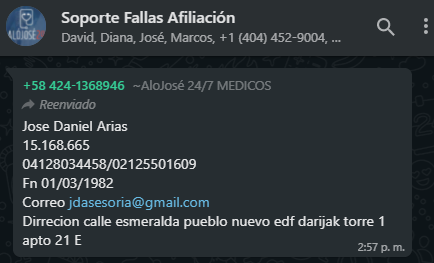 Soporte Fallas Afiliación
David, Diana, José, Marcos, +1 (404) 452-9004, ...
ALOJOSÉ
+58 424-1368946 ~AloJosé 24/7 MEDICOS
Reenviado
Jose Daniel Arias
15.168.665
04128034458/02125501609
Fn 01/03/1982
Correo jdasesoria@gmail.com
Dirrecion calle esmeralda pueblo nuevo edf darijak torre 1
apto 21 E
2:57 p. m.